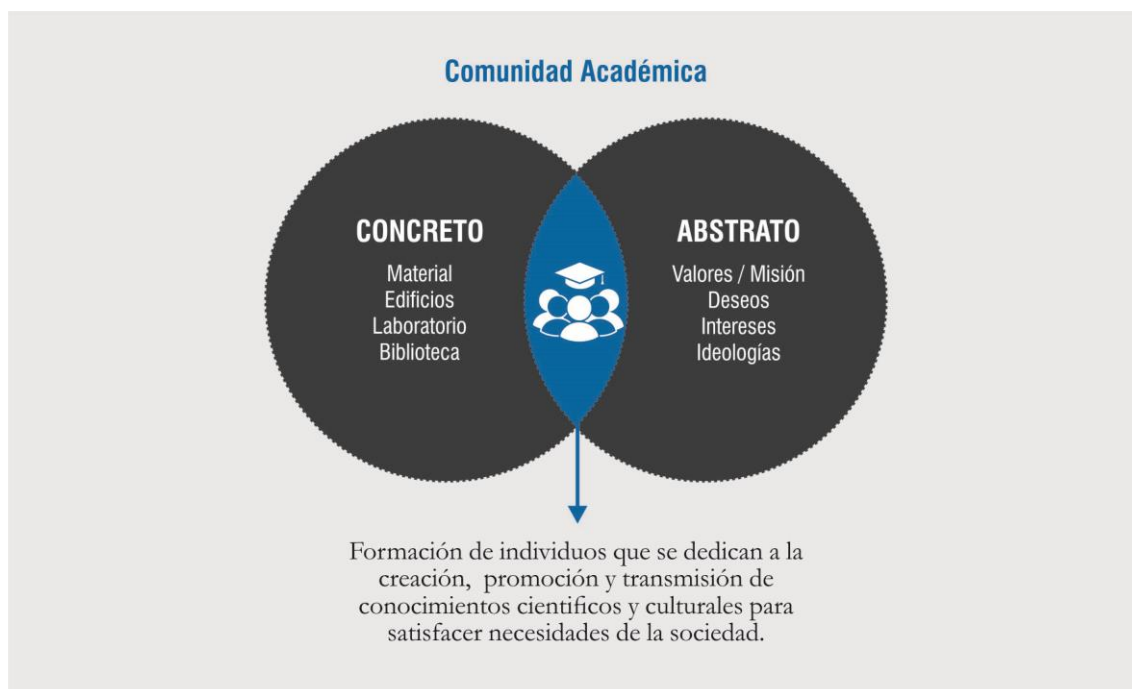 Comunidad Académica
CONCRETO
Material
Edificios
Laboratorio
Biblioteca
ABSTRATO
Valores / Misión
Deseos
Intereses
Ideologías
Formación de individuos que se dedican a la
creación, promoción y transmisión de
conocimientos cientificos y culturales para
satisfacer necesidades de la sociedad.